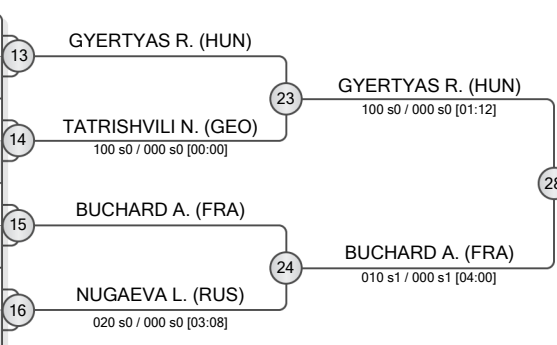 13
GYERTYAS R. (HUN)
23
GYERTYAS R. (HUN)
100 s0 / 000 s0 [01:12]
14
TATRISHVILI N. (GEO)
100 s0 / 000 s0 [00:00]
28
15
BUCHARD A. (FRA)
24
BUCHARD A. (FRA)
010 s1 / 000 s1 [04:00]
16
NUGAEVA L. (RUS)
020 s0 / 000 s0 [03:08]